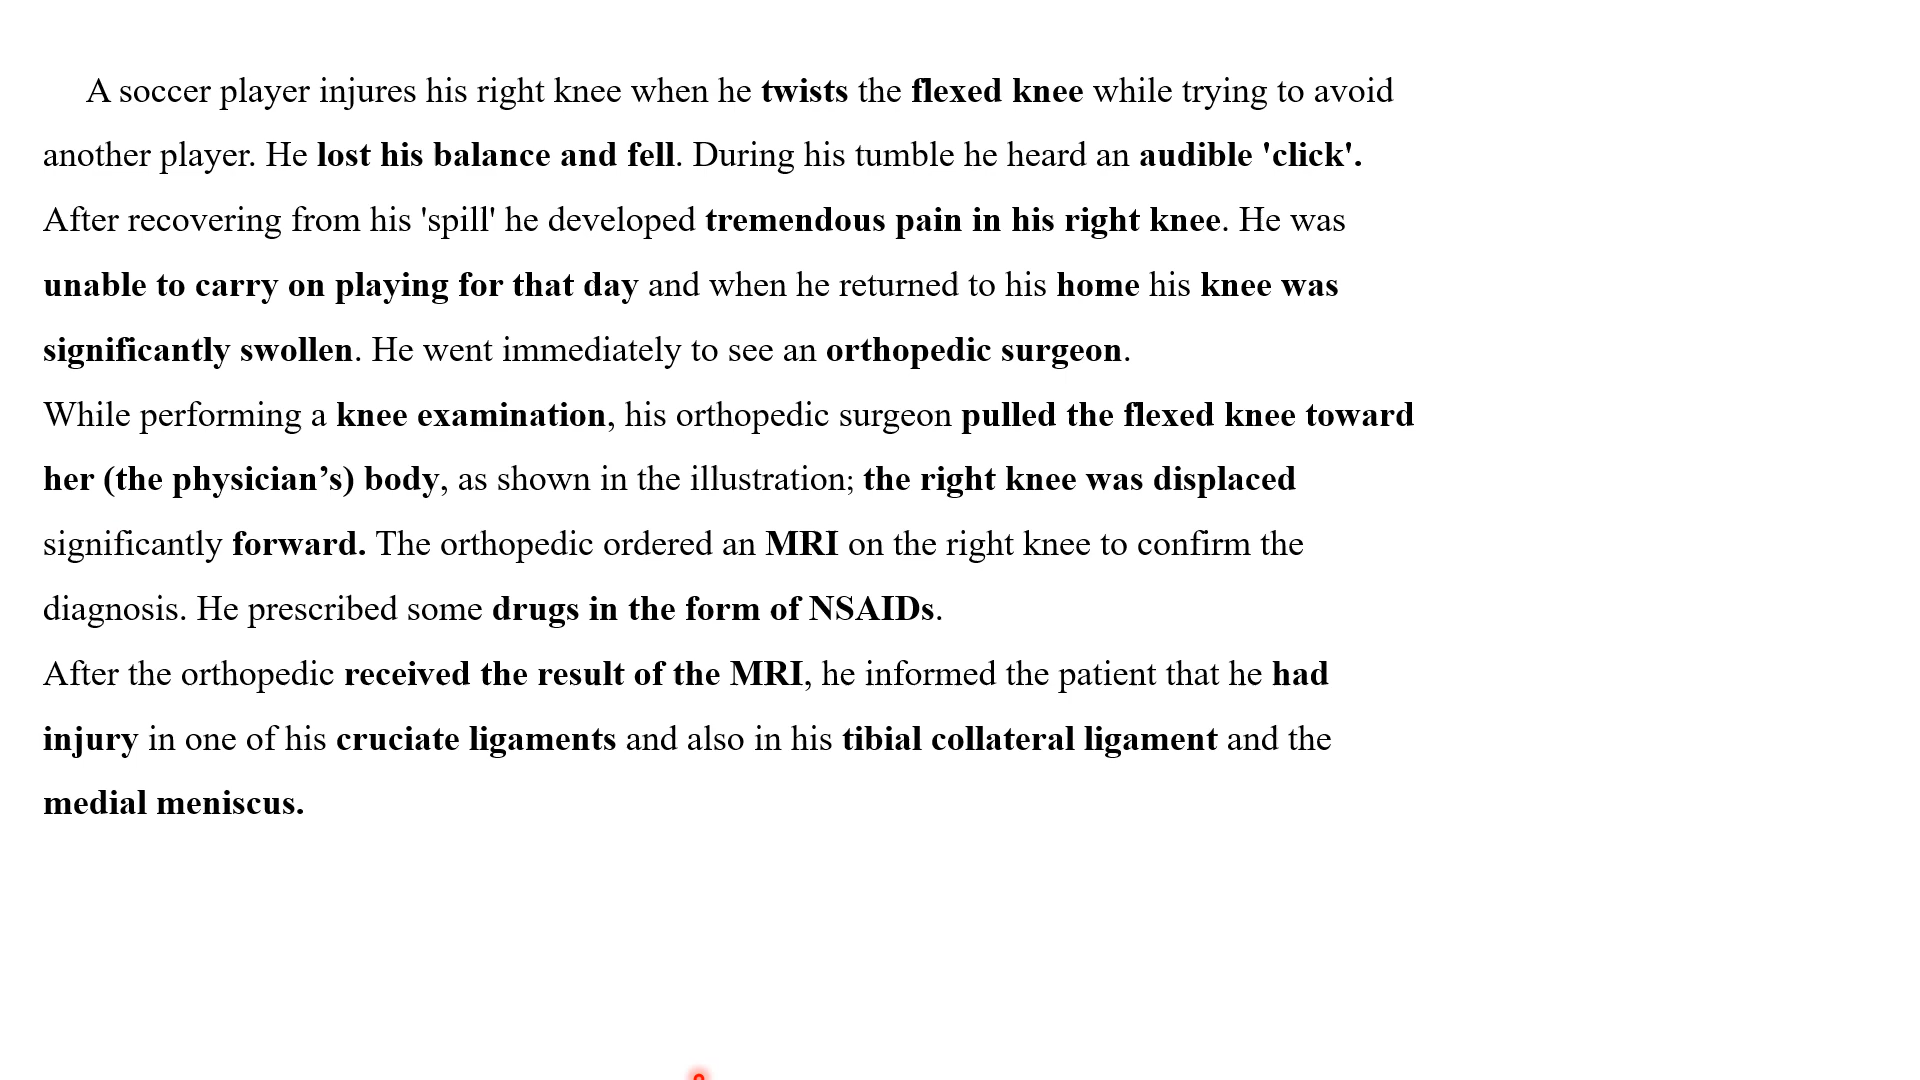 A soccer player injures his right knee when he twists the flexed knee while trying to avoid
another player. He lost his balance and fell. During his tumble he heard an audible 'click'.
After recovering from his 'spill' he developed tremendous pain in his right knee. He was
unable to carry on playing for that day and when he returned to his home his knee was
significantly swollen. He went immediately to see an orthopedic surgeon.
While performing a knee examination, his orthopedic surgeon pulled the flexed knee toward
her (the physician’s) body, as shown in the illustration; the right knee was displaced
significantly forward. The orthopedic ordered an MRI on the right knee to confirm the
diagnosis. He prescribed some drugs in the form of NSAIDs.
After the orthopedic received the result of the MRI, he informed the patient that he had
injury in one of his cruciate ligaments and also in his tibial collateral ligament and the
medial meniscus.